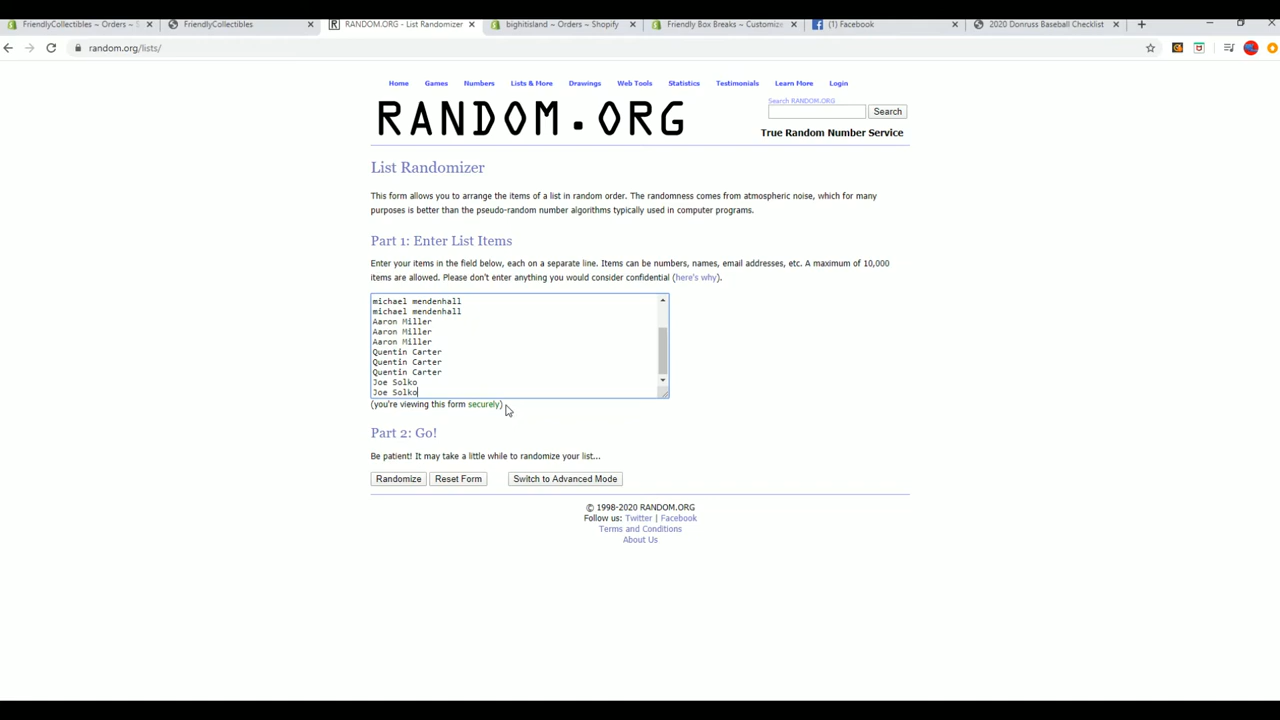 FriendlyCollectibles ~ Orders ~ S
FriendlyCollectibles
RANDOM.ORG - List Randomizer
bighitisland ~ Orders ~ Shopify
Friendly Box Breaks ~ Customize
(1) Facebook
2020 Donruss Baseball Checklist
random.org/lists/
Home Games Numbers Lists & More Drawings Web Tools Statistics Testimonials Learn More Login
RANDOM.ORG
Search RANDOM.ORG
Search
True Random Number Service
List Randomizer
This form allows you to arrange the items of a list in random order. The randomness comes from atmospheric noise, which for many
purposes is better than the pseudo-random number algorithms typically used in computer programs.
Part 1: Enter List Items
Enter your items in the field below, each on a separate line. Items can be numbers, names, email addresses, etc. A maximum of 10,000
items are allowed. Please don't enter anything you would consider confidential (here's why).
michael mendenhall
michael mendenhall
Aaron Miller
Aaron Miller
Aaron Miller
Quentin Carter
Quentin Carter
Quentin Carter
Joe Solko
Joe Solko
(you're viewing this form securely)
Part 2: Go!
Be patient! It may take a little while to randomize your list...
Randomize Reset Form Switch to Advanced Mode
© 1998-2020 RANDOM.ORG
Follow us: Twitter | Facebook
Terms and Conditions
About Us